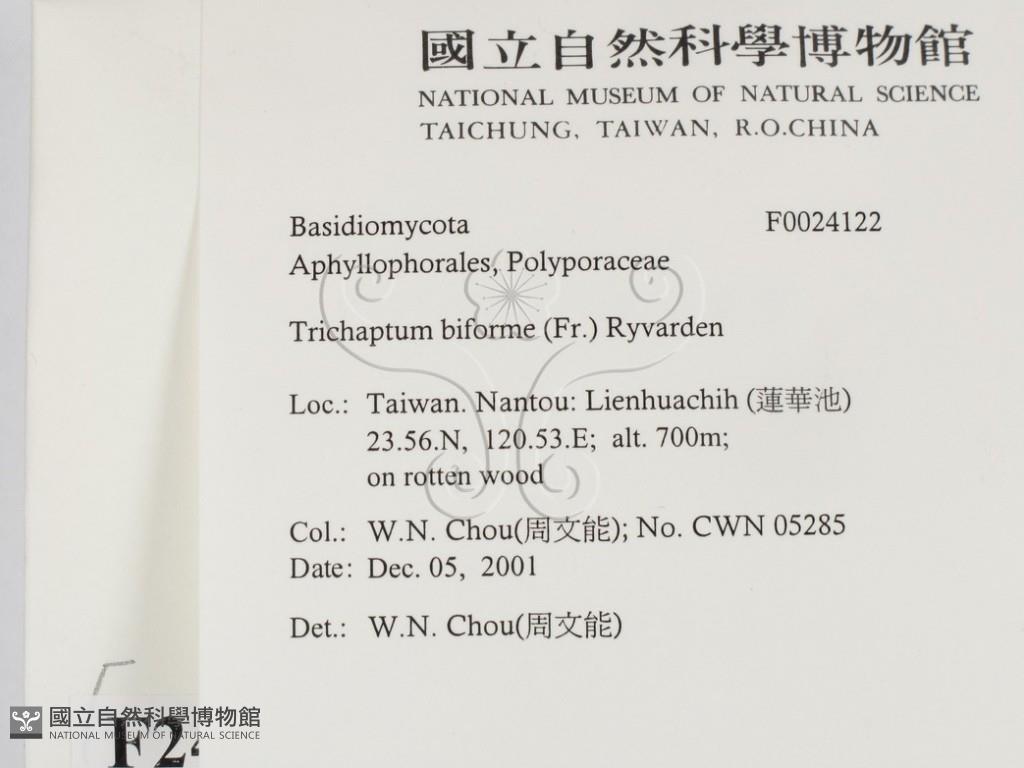 國立自然科學博物館
NATIONAL MUSEUM OF NATURAL SCIENCE
TAICHUNG, TAIWAN, R.O.CHINA
Basidiomycota F0024122
Aphyllophorales, Polyporaceae
Trichaptum biforme (Fr.) Ryvarden
Loc.: Taiwan. Nantou: Lienhuachih (蓮華池)
23.56.N, 120.53.E; alt. 700m;
on rotten wood
Col.: W.N. Chou(周文能); No. CWN 05285
Date: Dec. 05, 2001
Det.: W.N. Chou(周文能)
國立自然科學博物館
NATIONAL MUSEUM OF NATURAL SCIENCE